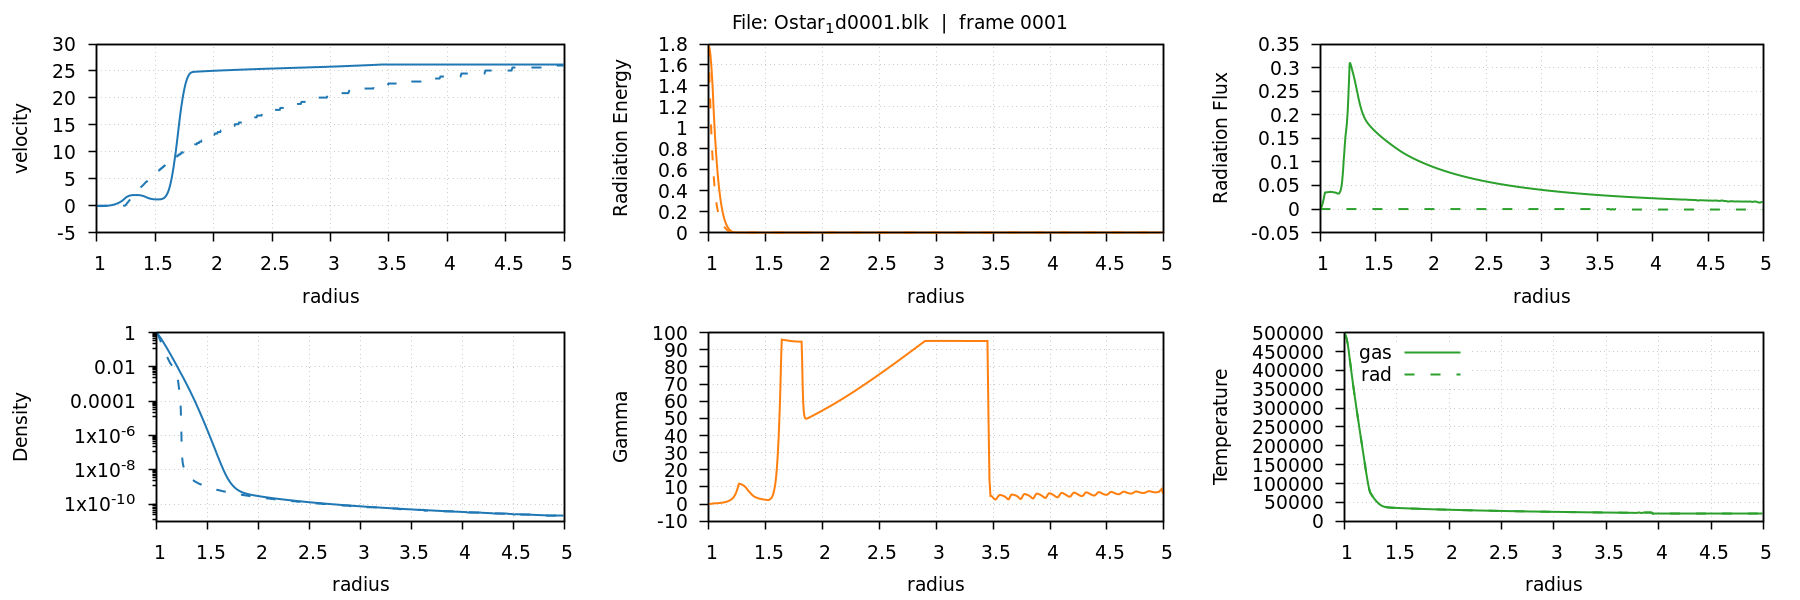 File: Ostar1d0001.blk | frame 0001
velocity
30
25
20
15
10
5
0
-5
1 1.5 2 2.5 3 3.5 4 4.5 5
radius
Radiation Energy
1.8
1.6
1.4
1.2
1
0.8
0.6
0.4
0.2
0
1 1.5 2 2.5 3 3.5 4 4.5 5
radius
Radiation Flux
0.35
0.3
0.25
0.2
0.15
0.1
0.05
0
-0.05
1 1.5 2 2.5 3 3.5 4 4.5 5
radius
Density
1
0.01
0.0001
1x10-6
1x10-8
1x10-10
1 1.5 2 2.5 3 3.5 4 4.5 5
radius
Gamma
100
90
80
70
60
50
40
30
20
10
0
-10
1 1.5 2 2.5 3 3.5 4 4.5 5
radius
Temperature
500000
450000
400000
350000
300000
250000
200000
150000
100000
50000
0
gas
rad
1 1.5 2 2.5 3 3.5 4 4.5 5
radius